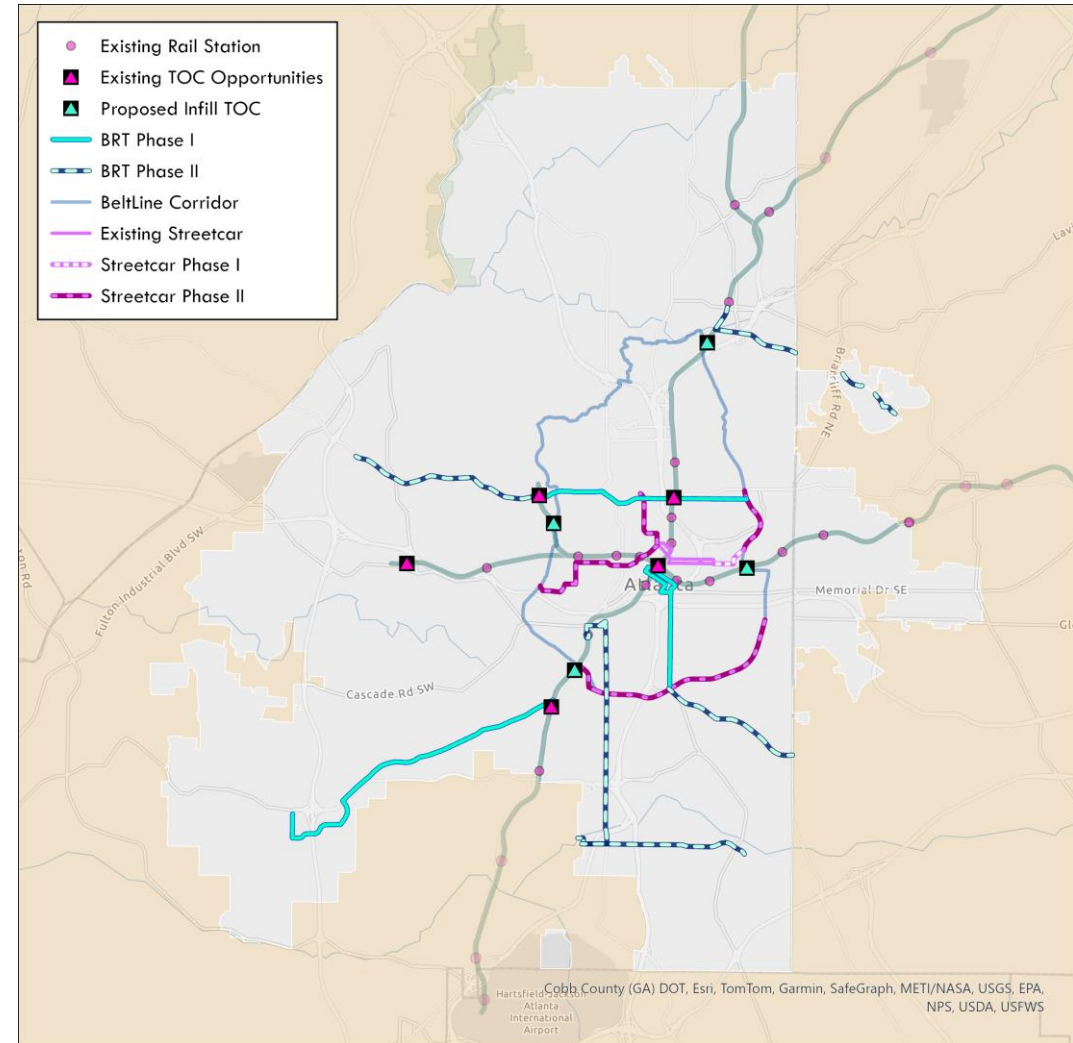 Existing Rail Station
Existing TOC Opportunities
Proposed Infill TOC
BRT Phase I
BRT Phase II
BeltLine Corridor
Existing Streetcar
Streetcar Phase I
Streetcar Phase II
Briarcliff Rd NE
Fulton Industrial Blvd SW
Memorial Dr SE
Cascade Rd SW
Hartsfield-Jackson
Atlanta
International
Airport
Cobb County (GA) DOT, Esri, TomTom, Garmin, SafeGraph, METI/NASA, USGS, EPA,
NPS, USDA, USFWS